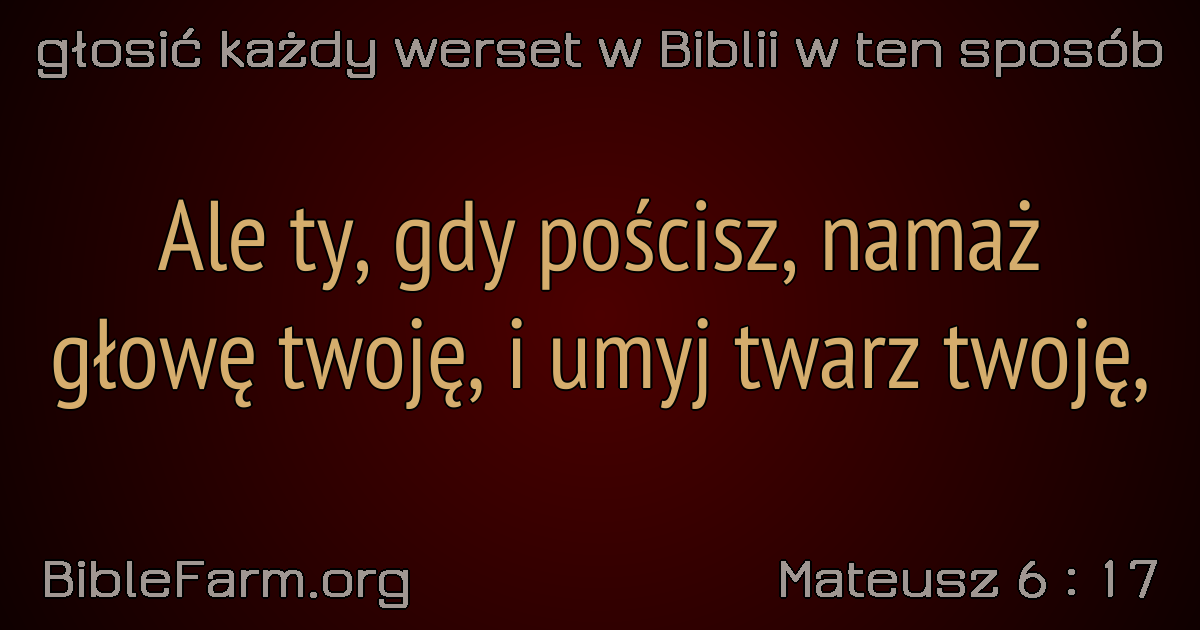 głosić każdy werset w Biblii w ten sposób
Ale ty, gdy pościsz, namaż
głowę twoję, i umyj twarz twoję,
BibleFarm.org
Mateusz 6 : 17